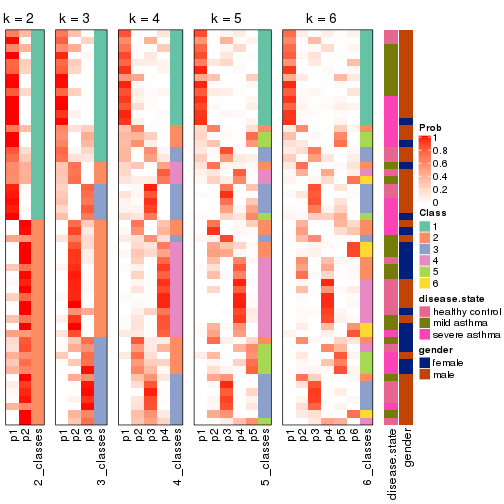 k = 2
k = 3
k = 4
k = 5
k = 6
Prob
1
0.8
0.6
0.4
0.2
0
Class
1
2
3
4
5
6
disease.state
healthy control
mild asthma
severe asthma
gender
female
male
p1
p2
2_classes
p1
p2
p3
3_classes
p1
p2
p3
p4
4_classes
p1
p2
p3
p4
p5
5_classes
p1
p2
p3
p4
p5
p6
6_classes
disease.state
gender